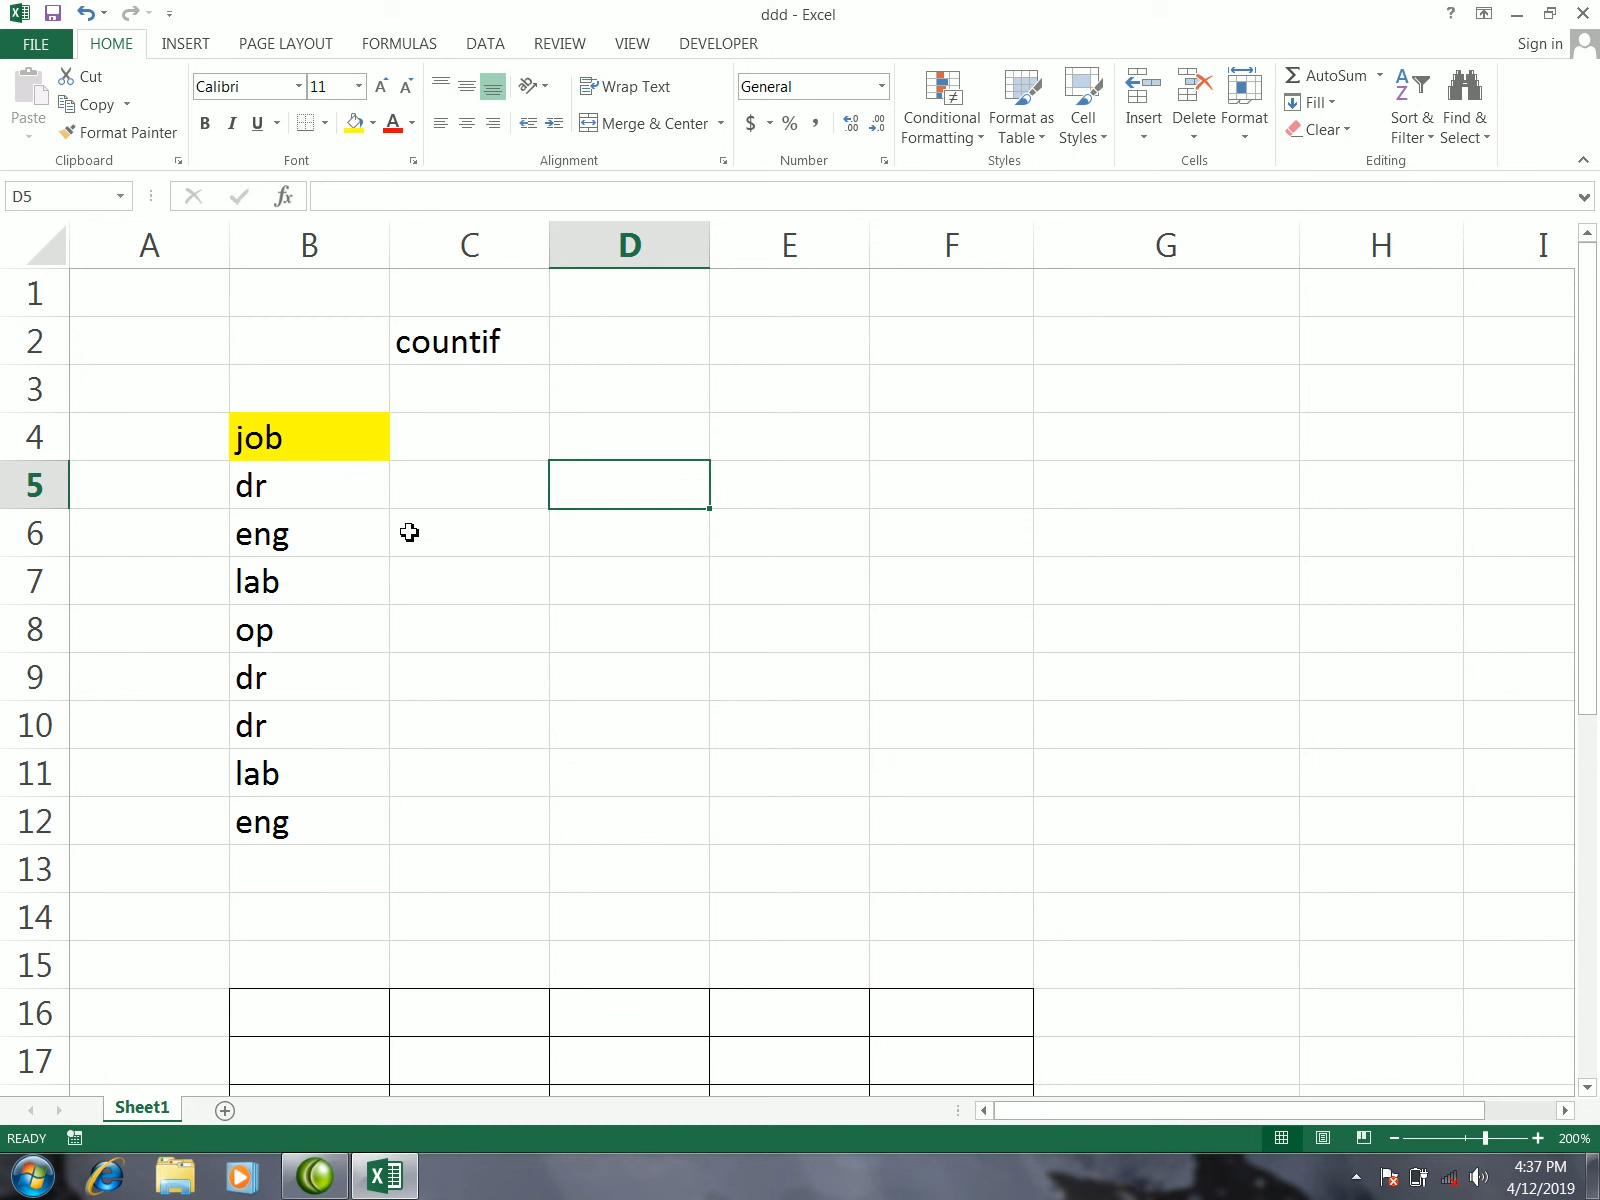 ddd - Excel
?
FILE
HOME
INSERT
PAGE LAYOUT
FORMULAS
DATA
REVIEW
VIEW
DEVELOPER
Sign in
Paste
Cut
Copy
Format Painter
Clipboard
Calibri
11
B I U
Font
Wrap Text
Merge & Center
Alignment
General
$ % ,
Number
Conditional Formatting
Format as Table
Cell Styles
Styles
Insert
Delete
Format
Cells
AutoSum
Fill
Clear
Sort & Filter
Find & Select
Editing
D5
fx
A B C D E F G H I
1
2 countif
3
4 job
5 dr
6 eng
7 lab
8 op
9 dr
10 dr
11 lab
12 eng
13
14
15
16
17
Sheet1
READY
200%
4:37 PM
4/12/2019